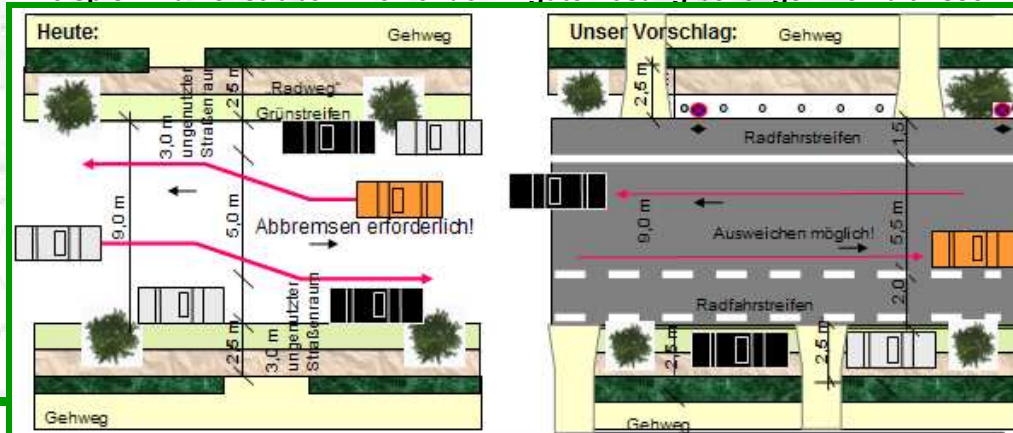 Heute:
Gehweg
2,5 m
„Radweg“
Grünstreifen
3,0 m
ungenutzter
Straßenraum
9,0 m
5,0 m
Abbremsen erforderlich!
2,5 m
3,0 m
ungenutzter
Straßenraum
Gehweg
Unser Vorschlag:
Gehweg
2,5 m
Radfahrstreifen
1,5
9,0 m
5,5 m
Ausweichen möglich!
2,0
Radfahrstreifen
2,5 m
2,5 m
Gehweg